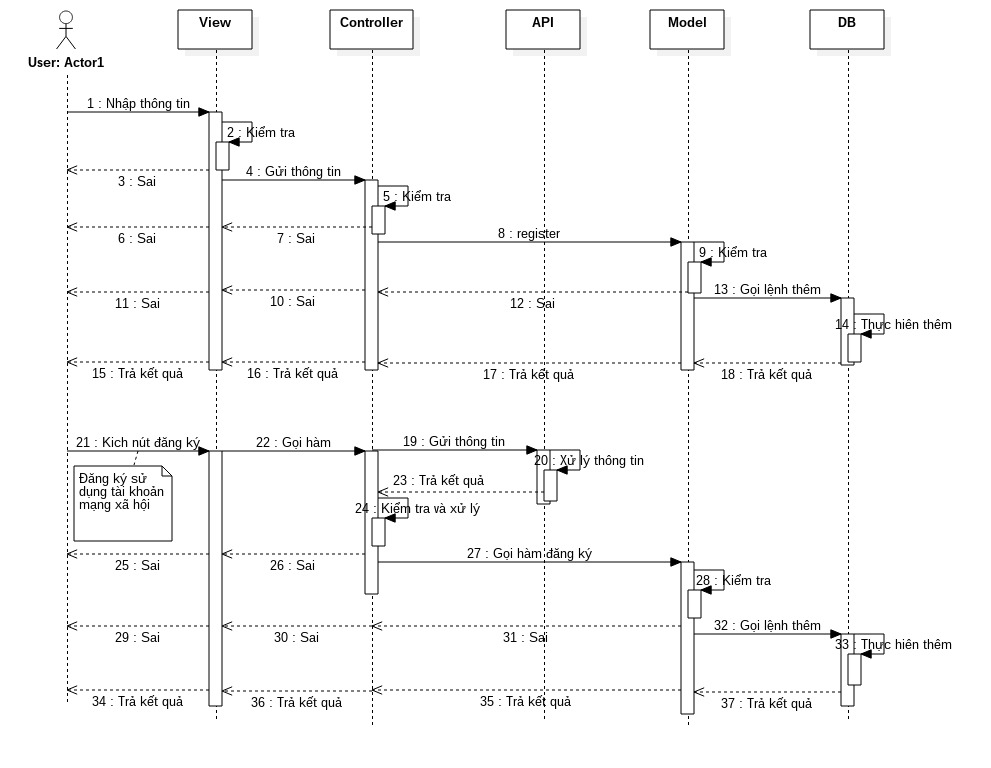 View
Controller
API
Model
DB
User: Actor1
1 : Nhập thông tin
2 : Kiểm tra
3 : Sai
4 : Gửi thông tin
5 : Kiểm tra
6 : Sai
7 : Sai
8 : register
9 : Kiểm tra
11 : Sai
10 : Sai
12 : Sai
13 : Gọi lệnh thêm
14 : Thực hiên thêm
15 : Trả kết quả
16 : Trả kết quả
17 : Trả kết quả
18 : Trả kết quả
21 : Kich nút đăng ký
22 : Gọi hàm
19 : Gửi thông tin
20 : Xử lý thông tin
Đăng ký sử
dụng tài khoản
mạng xã hội
23 : Trả kết quả
24 : Kiểm tra và xử lý
25 : Sai
26 : Sai
27 : Gọi hàm đăng ký
28 : Kiểm tra
29 : Sai
30 : Sai
31 : Sai
32 : Gọi lệnh thêm
33 : Thực hiên thêm
34 : Trả kết quả
36 : Trả kết quả
35 : Trả kết quả
37 : Trả kết quả